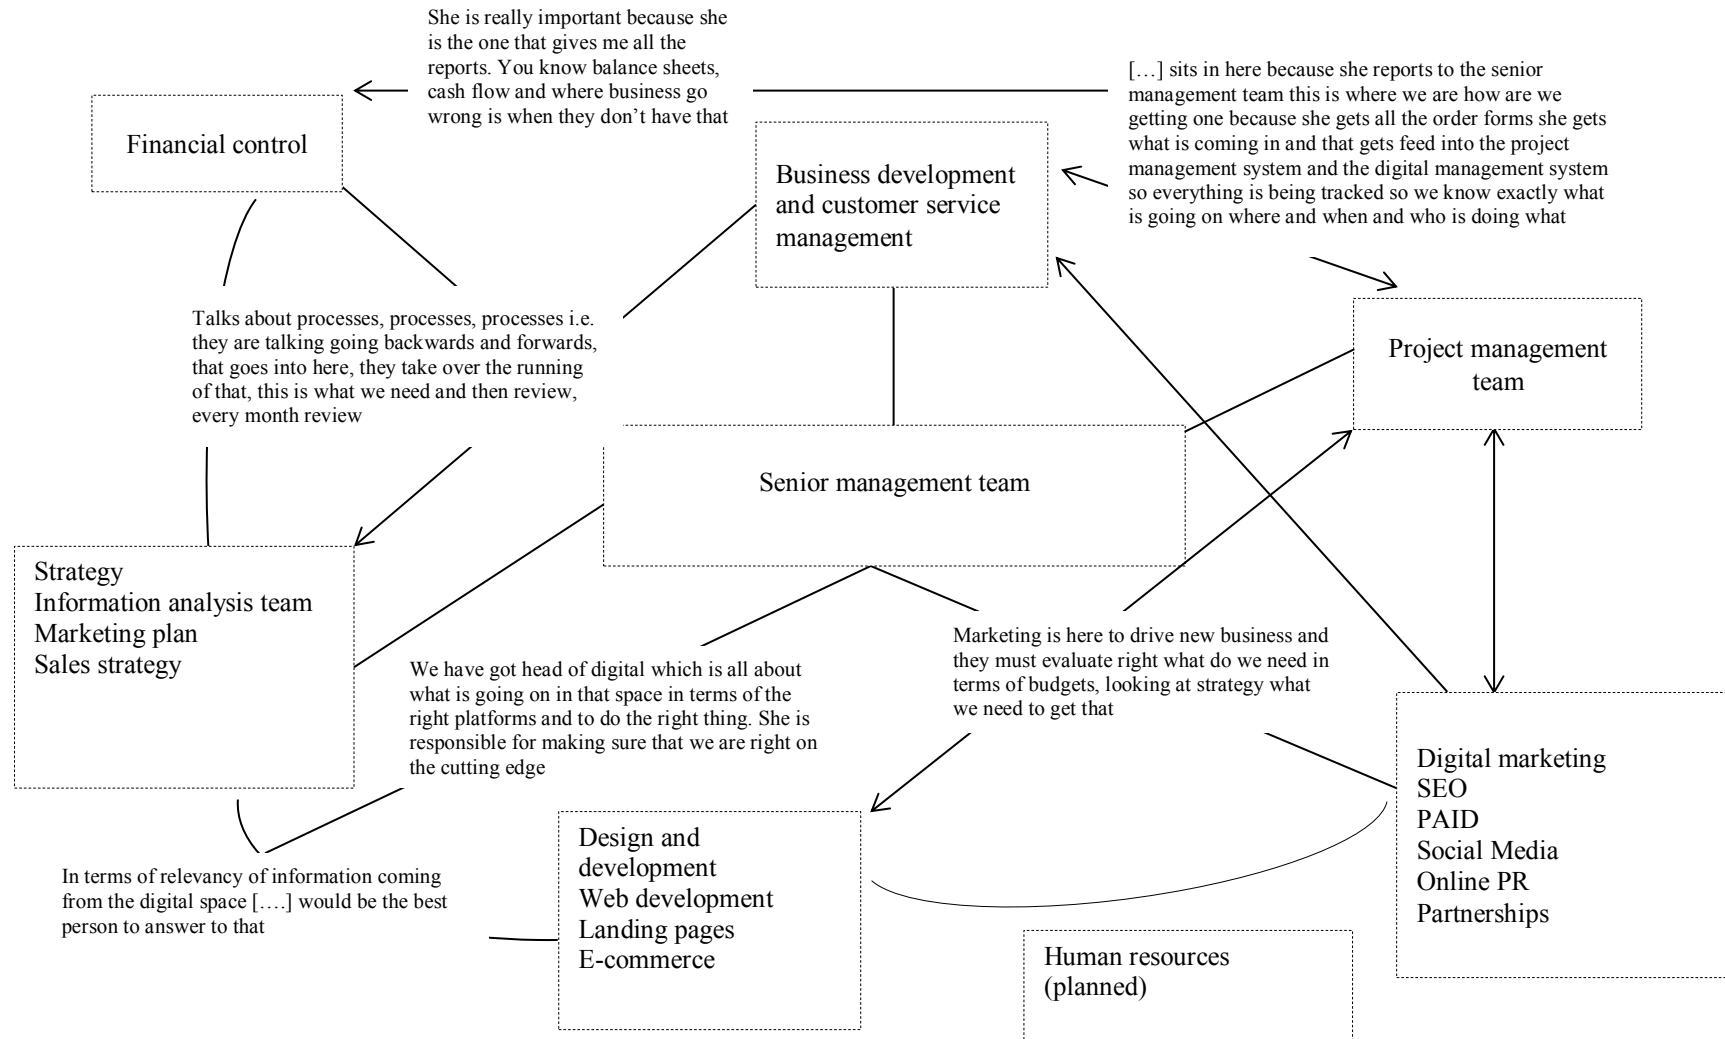 She is really important because she
is the one that gives me all the
reports. You know balance sheets,
cash flow and where business go
wrong is when they don't have that
[…] sits in here because she reports to the senior
management team this is where we are how are we
getting one because she gets all the order forms she gets
what is coming in and that gets feed into the project
management system and the digital management system
so everything is being tracked so we know exactly what
is going on where and when and who is doing what
Financial control
Business development
and customer service
management
Talks about processes, processes, processes i.e.
they are talking going backwards and forwards,
that goes into here, they take over the running
of that, this is what we need and then review,
every month review
Project management
team
Senior management team
Strategy
Information analysis team
Marketing plan
Sales strategy
We have got head of digital which is all about
what is going on in that space in terms of the
right platforms and to do the right thing. She is
responsible for making sure that we are right on
the cutting edge
Marketing is here to drive new business and
they must evaluate right what do we need in
terms of budgets, looking at strategy what
we need to get that
Digital marketing
SEO
PAID
Social Media
Online PR
Partnerships
Design and
development
Web development
Landing pages
E-commerce
In terms of relevancy of information coming
from the digital space [….] would be the best
person to answer to that
Human resources
(planned)